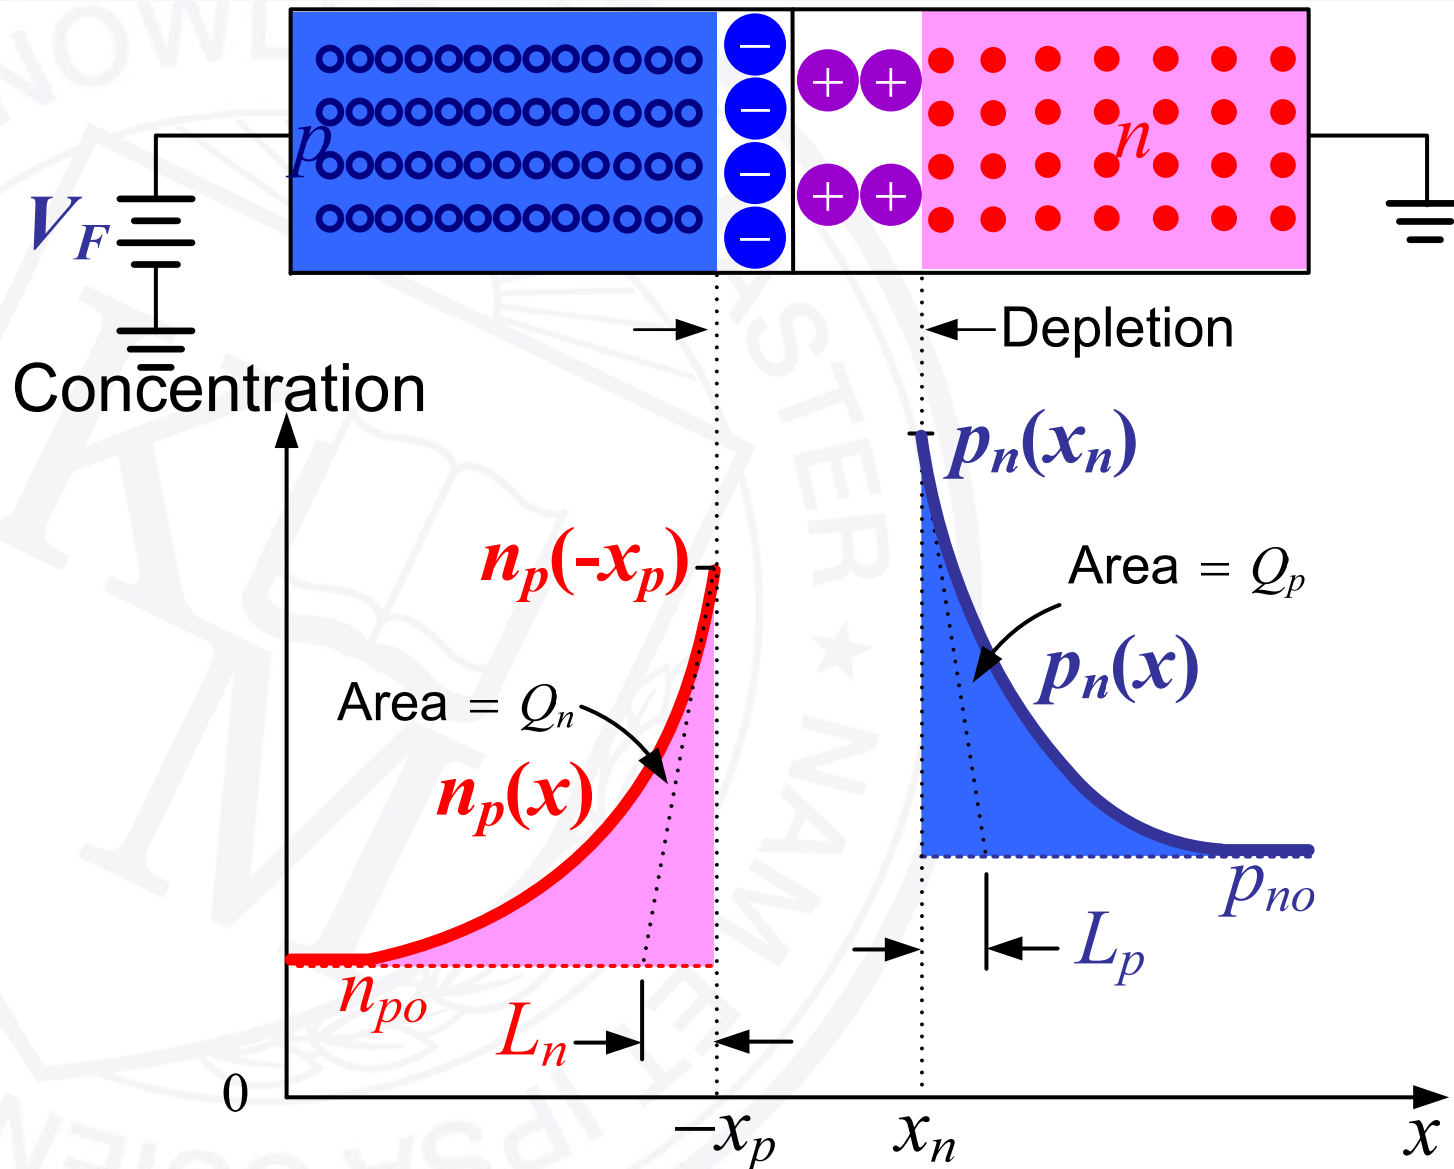 p
n
− + +
−
− + +
−
V_F
Depletion
Concentration
p_n(x_n)
n_p(-x_p)
Area = Q_p
p_n(x)
Area = Q_n
n_p(x)
p_no
L_p
n_po
L_n
0
−x_p
x_n
x